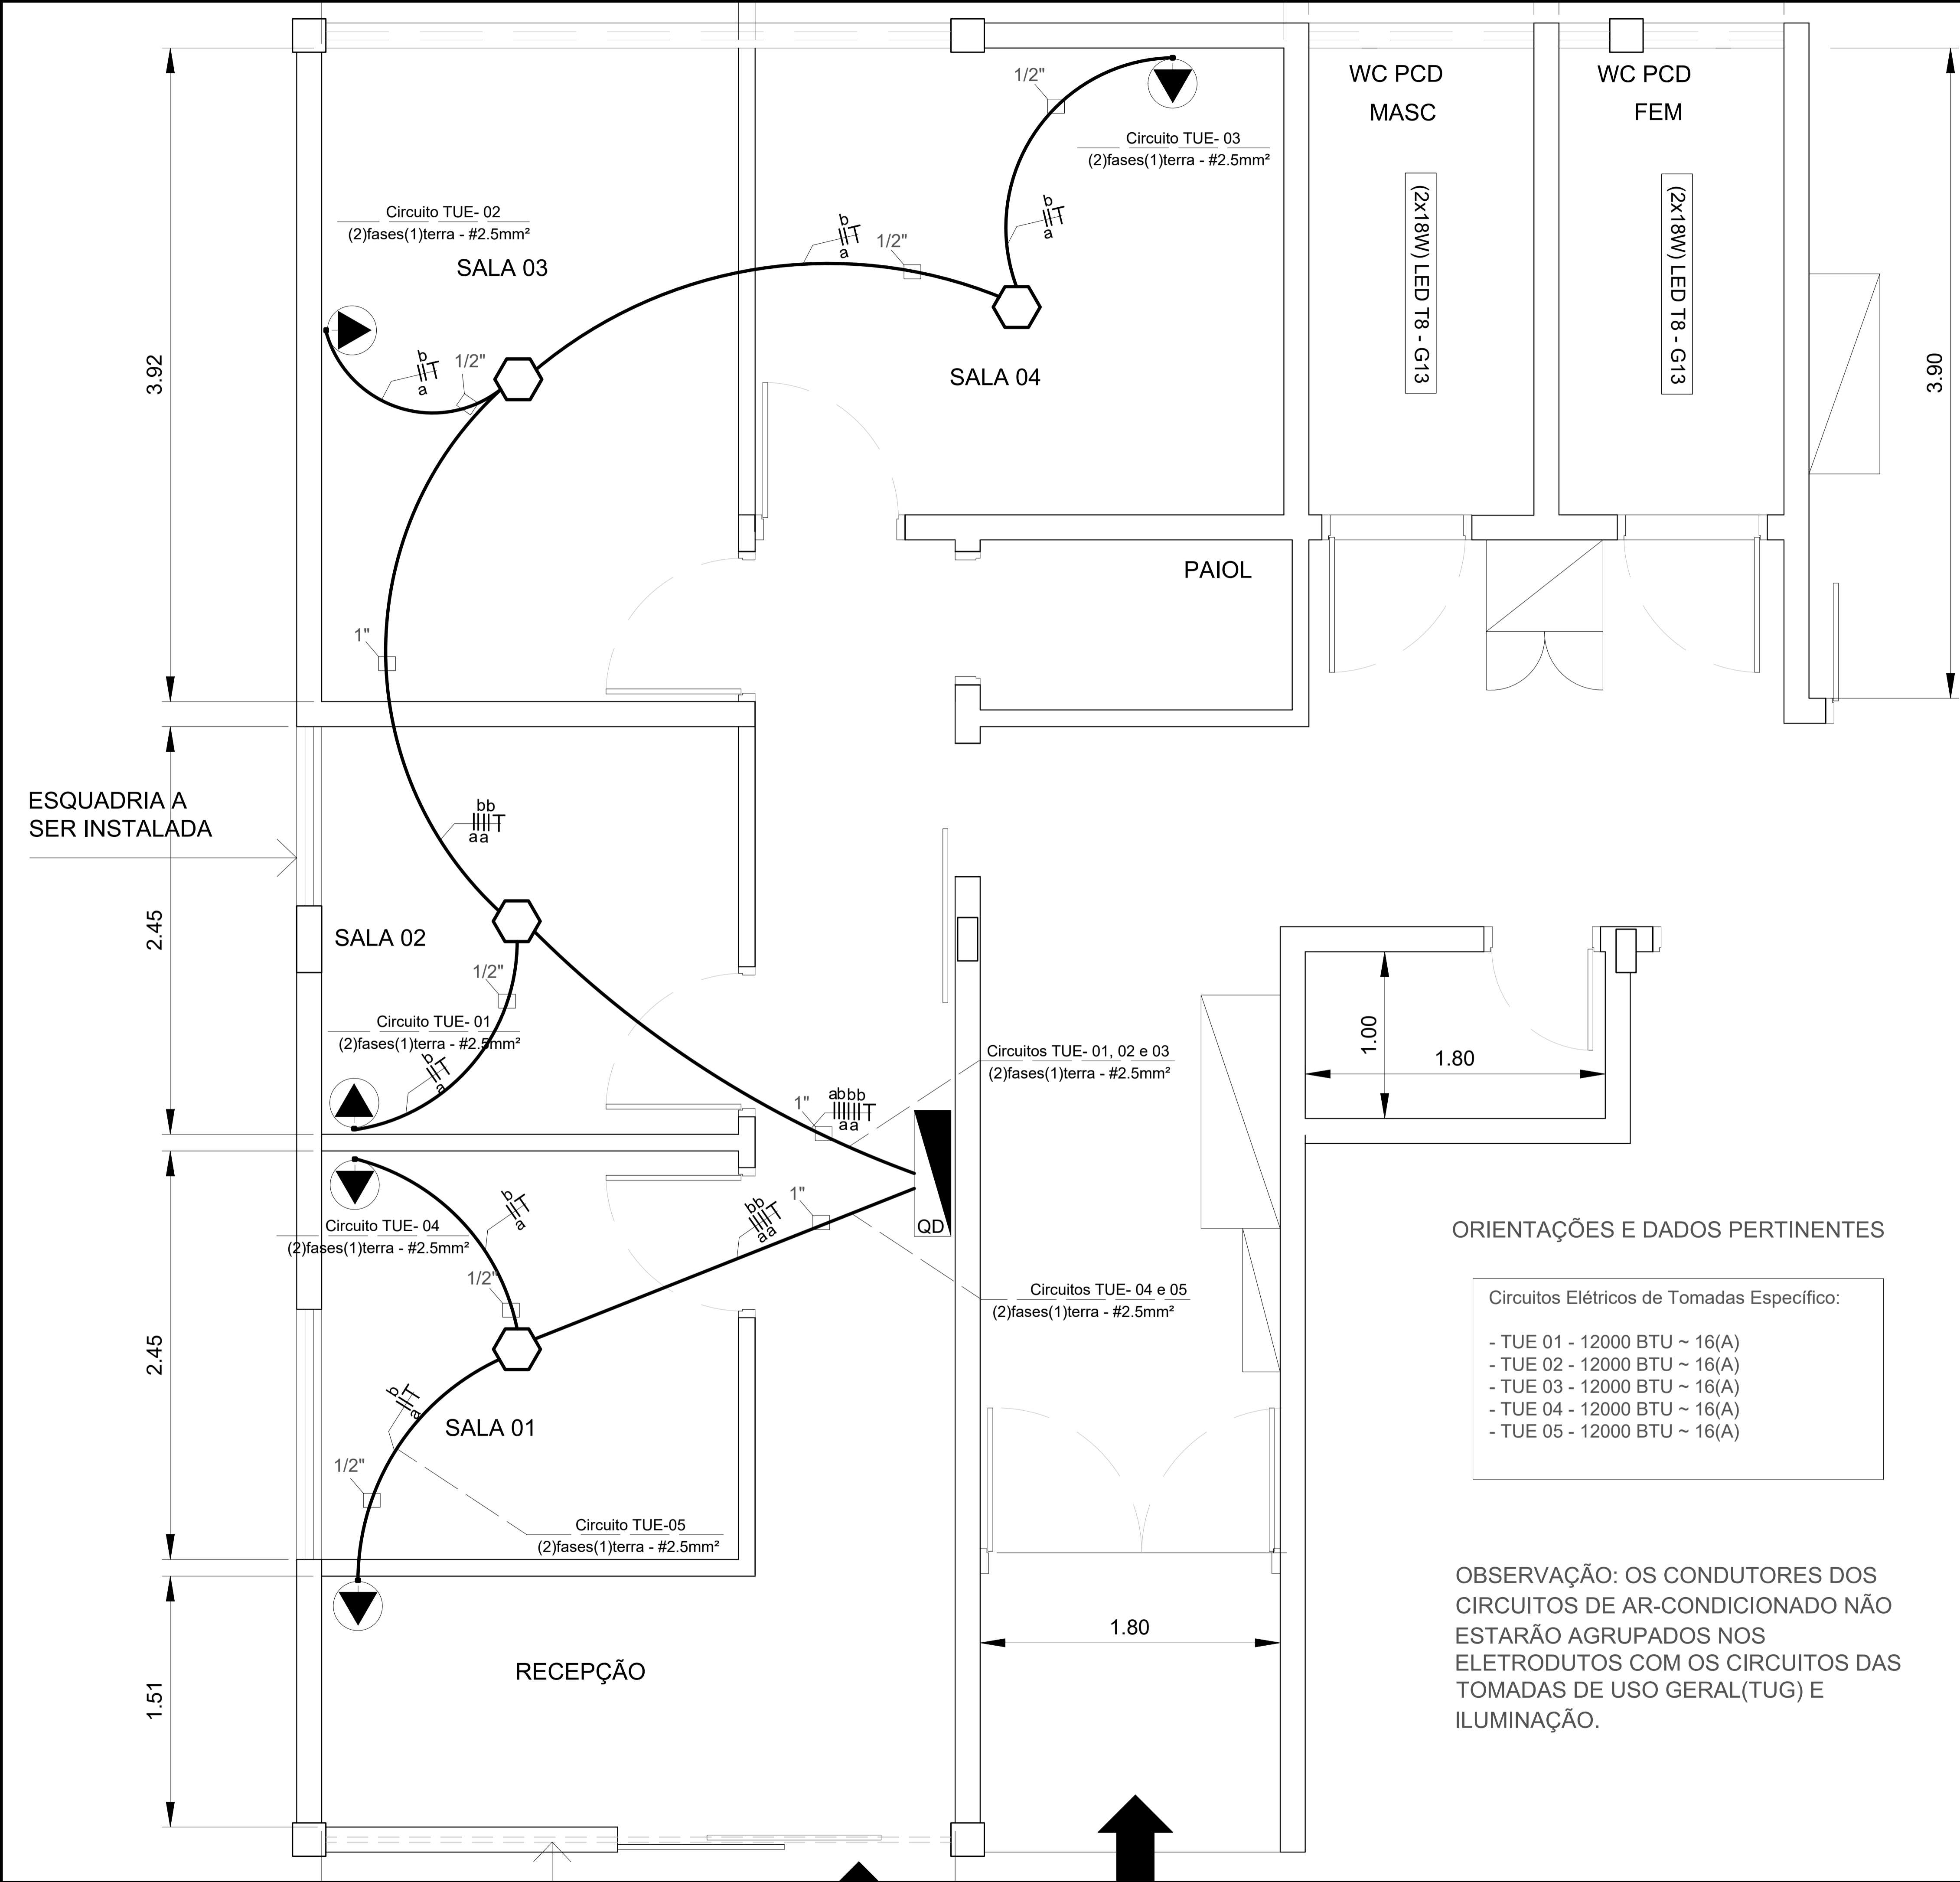 WC PCD
MASC
WC PCD
FEM
(2x18W) LED T8 - G13
(2x18W) LED T8 - G13
1/2"
Circuito TUE- 03
(2)fases(1)terra - #2.5mm²
Circuito TUE- 02
(2)fases(1)terra - #2.5mm²
SALA 03
b
T
a
1/2"
b
T
a
3.92
3.90
b
T
a
1/2"
SALA 04
PAIOL
1"
ESQUADRIA A
SER INSTALADA
bb
T
aa
2.45
SALA 02
1/2"
Circuito TUE- 01
(2)fases(1)terra - #2.5mm²
b
T
a
1.00
1.80
Circuitos TUE- 01, 02 e 03
(2)fases(1)terra - #2.5mm²
1"
abbb
T
aa
b
T
a
bb
T
aa
1"
QD
Circuito TUE- 04
(2)fases(1)terra - #2.5mm²
1/2"
Circuitos TUE- 04 e 05
(2)fases(1)terra - #2.5mm²
2.45
b
T
a
SALA 01
1/2"
Circuito TUE-05
(2)fases(1)terra - #2.5mm²
ORIENTAÇÕES E DADOS PERTINENTES
Circuitos Elétricos de Tomadas Específico:
- TUE 01 - 12000 BTU ~ 16(A)
- TUE 02 - 12000 BTU ~ 16(A)
- TUE 03 - 12000 BTU ~ 16(A)
- TUE 04 - 12000 BTU ~ 16(A)
- TUE 05 - 12000 BTU ~ 16(A)
OBSERVAÇÃO: OS CONDUTORES DOS
CIRCUITOS DE AR-CONDICIONADO NÃO
ESTARÃO AGRUPADOS NOS
ELETRODUTOS COM OS CIRCUITOS DAS
TOMADAS DE USO GERAL(TUG) E
ILUMINAÇÃO.
1.80
1.51
RECEPÇÃO